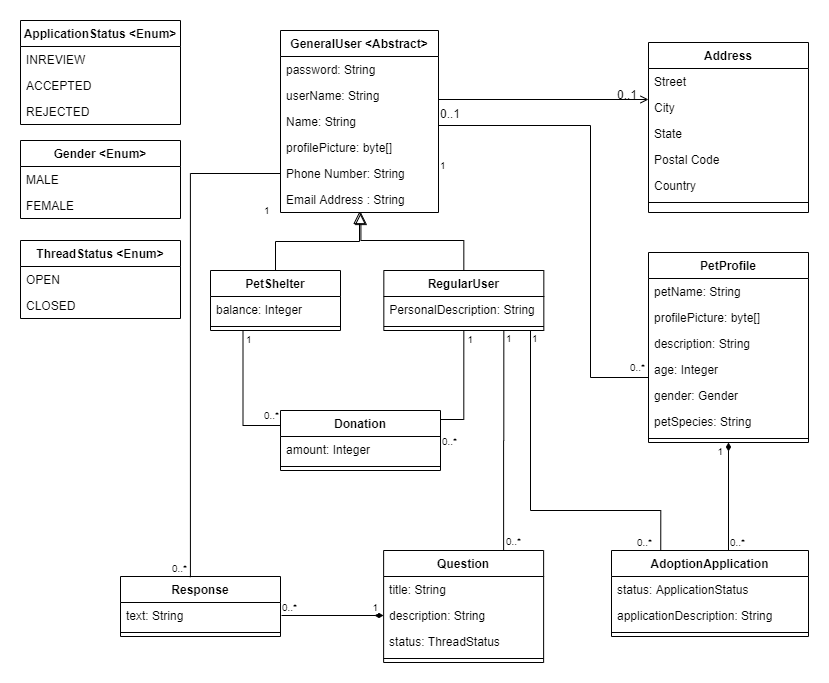 ApplicationStatus <Enum>
INREVIEW
ACCEPTED
REJECTED
Gender <Enum>
MALE
FEMALE
ThreadStatus <Enum>
OPEN
CLOSED
GeneralUser <Abstract>
password: String
userName: String
Name: String
profilePicture: byte[]
Phone Number: String
Email Address : String
0..1
0..1
1
1
Address
Street
City
State
Postal Code
Country
PetShelter
balance: Integer
1
RegularUser
PersonalDescription: String
1
1
1
PetProfile
petName: String
profilePicture: byte[]
description: String
age: Integer
gender: Gender
petSpecies: String
0..*
1
0..*
Donation
amount: Integer
0..*
0..*
Response
text: String
0..*
1
0..*
Question
title: String
description: String
status: ThreadStatus
0..*
0..*
0..*
AdoptionApplication
status: ApplicationStatus
applicationDescription: String